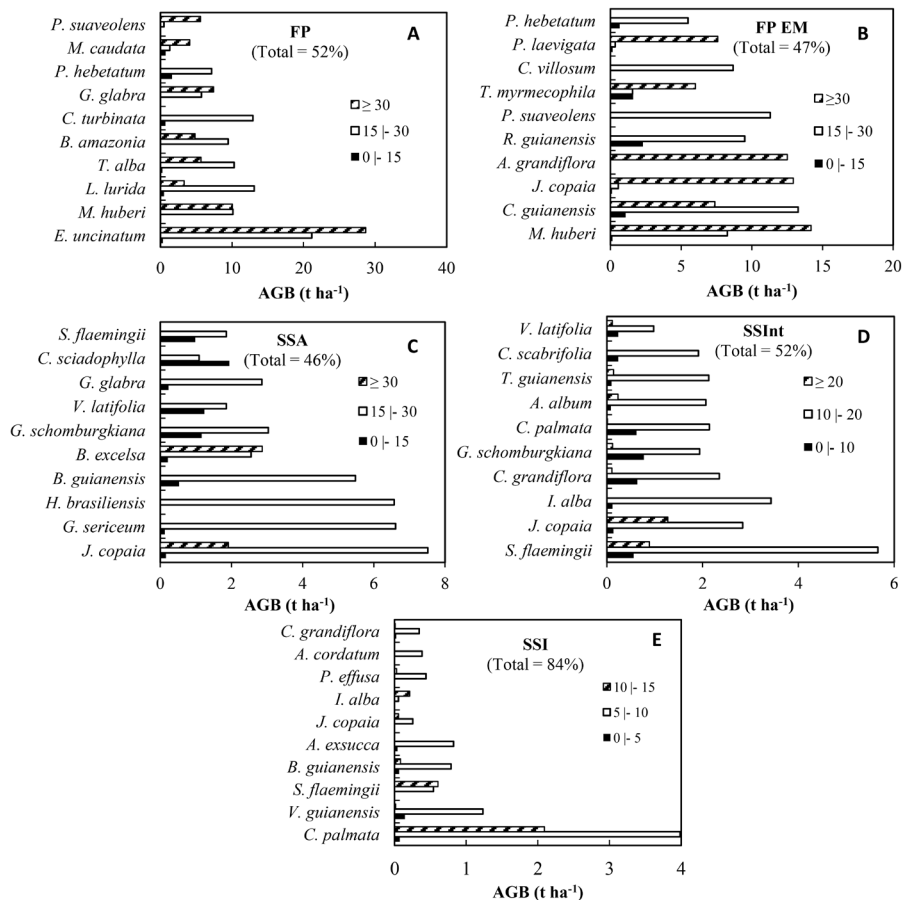 FP
A
(Total = 52%)
P. suaveolens
M. caudata
P. hebetatum
G. glabra
C. turbinata
B. amazonia
T. alba
L. lurida
M. huberi
E. uncinatum
≥ 30
15 |- 30
0 |- 15
0 10 20 30 40
AGB (t ha⁻¹)
FP EM
B
(Total = 47%)
P. hebetatum
P. laevigata
C. villosum
T. myrmecophila
P. suaveolens
R. guianensis
A. grandiflora
J. copaia
C. guianensis
M. huberi
≥30
15 |- 30
0 |- 15
0 5 10 15 20
AGB (t ha⁻¹)
SSA
C
(Total = 46%)
S. flaemingii
C. sciadophylla
G. glabra
V. latifolia
G. schomburgkiana
B. excelsa
B. guianensis
H. brasiliensis
G. sericeum
J. copaia
≥ 30
15 |- 30
0 |- 15
0 2 4 6 8
AGB (t ha⁻¹)
SSInt
D
(Total = 52%)
V. latifolia
C. scabrifolia
T. guianensis
A. album
C. palmata
G. schomburgkiana
C. grandiflora
I. alba
J. copaia
S. flaemingii
≥ 20
10 |- 20
0 |- 10
0 2 4 6
AGB (t ha⁻¹)
SSI
E
(Total = 84%)
C. grandiflora
A. cordatum
P. effusa
I. alba
J. copaia
A. exsucca
B. guianensis
S. flaemingii
V. guianensis
C. palmata
10 |- 15
5 |- 10
0 |- 5
0 1 2 3 4
AGB (t ha⁻¹)